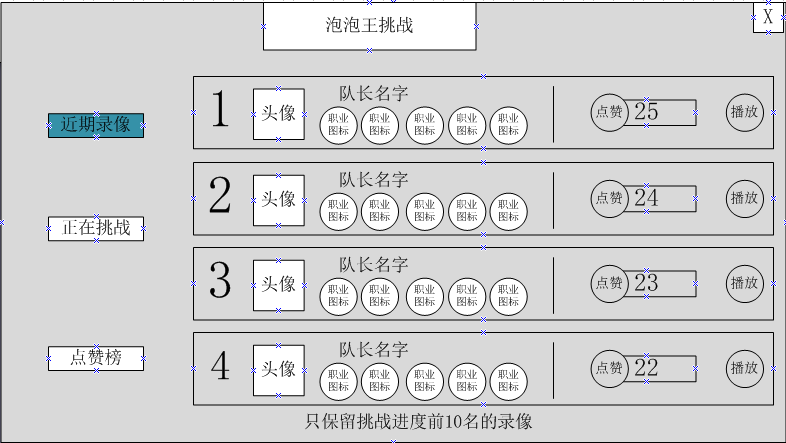 泡泡王挑战
X
近期录像
正在挑战
点赞榜
1
头像
队长名字
职业图标 职业图标 职业图标 职业图标 职业图标
点赞 25
播放
2
头像
队长名字
职业图标 职业图标 职业图标 职业图标 职业图标
点赞 24
播放
3
头像
队长名字
职业图标 职业图标 职业图标 职业图标 职业图标
点赞 23
播放
4
头像
队长名字
职业图标 职业图标 职业图标 职业图标 职业图标
点赞 22
播放
只保留挑战进度前10名的录像